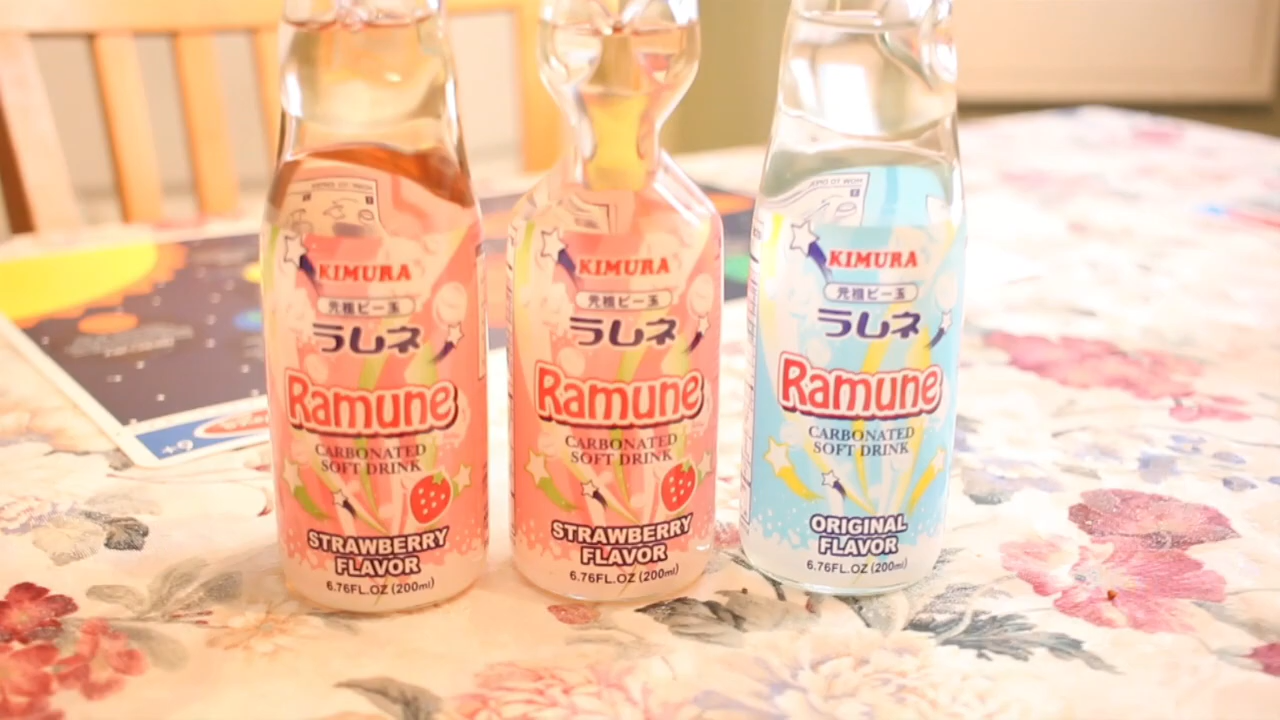 KIMURA
元祖ビー玉
ラムネ
Ramune
CARBONATED
SOFT DRINK
STRAWBERRY
FLAVOR
6.76FL.OZ (200ml)
KIMURA
元祖ビー玉
ラムネ
Ramune
CARBONATED
SOFT DRINK
STRAWBERRY
FLAVOR
6.76FL.OZ (200ml)
HOW TO OPEN
KIMURA
元祖ビー玉
ラムネ
Ramune
CARBONATED
SOFT DRINK
ORIGINAL
FLAVOR
6.76FL.OZ (200ml)